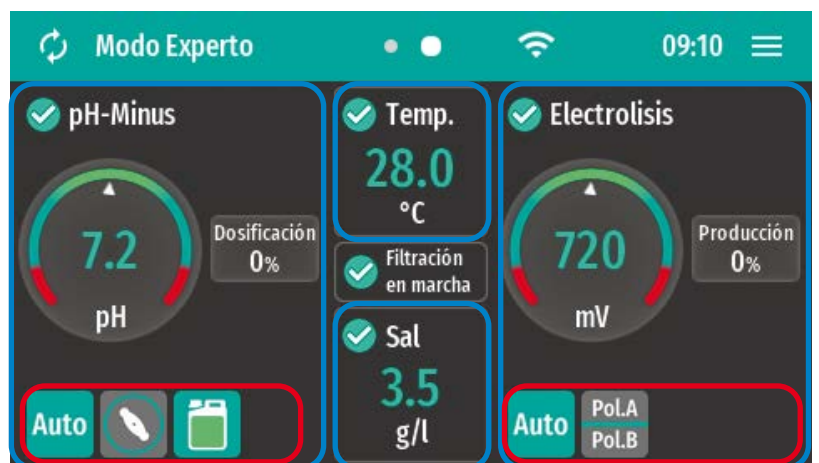 Modo Experto
09:10
pH-Minus
7.2
pH
Dosificación
0%
Auto
Temp.
28.0
°C
Filtración
en marcha
Sal
3.5
g/l
Electrolisis
720
mV
Producción
0%
Auto
Pol.A
Pol.B